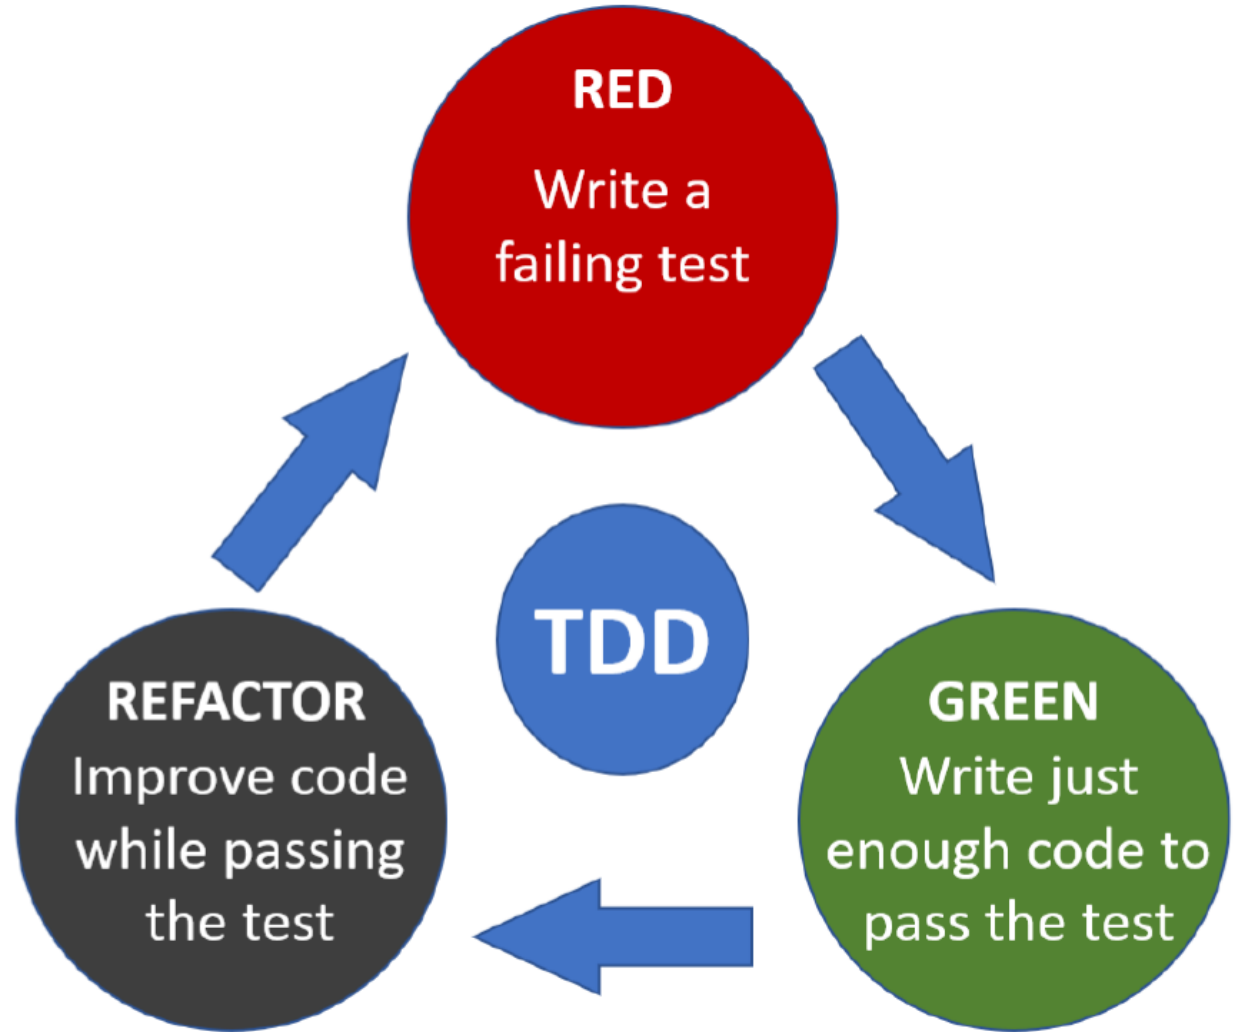 RED
Write a
failing test
TDD
REFACTOR
Improve code
while passing
the test
GREEN
Write just
enough code to
pass the test